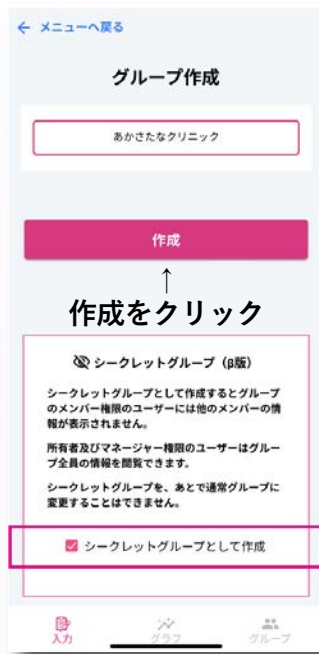 ← メニューへ戻る
グループ作成
あかさたなクリニック
作成
↑
作成をクリック
シークレットグループ（β版）
シークレットグループとして作成するとグループ
のメンバー権限のユーザーには他のメンバーの情
報が表示されません。
所有者及びマネージャー権限のユーザーはグルー
プ全員の情報を閲覧できます。
シークレットグループを、あとで通常グループに
変更することはできません。
シークレットグループとして作成
入力 グラフ グループ